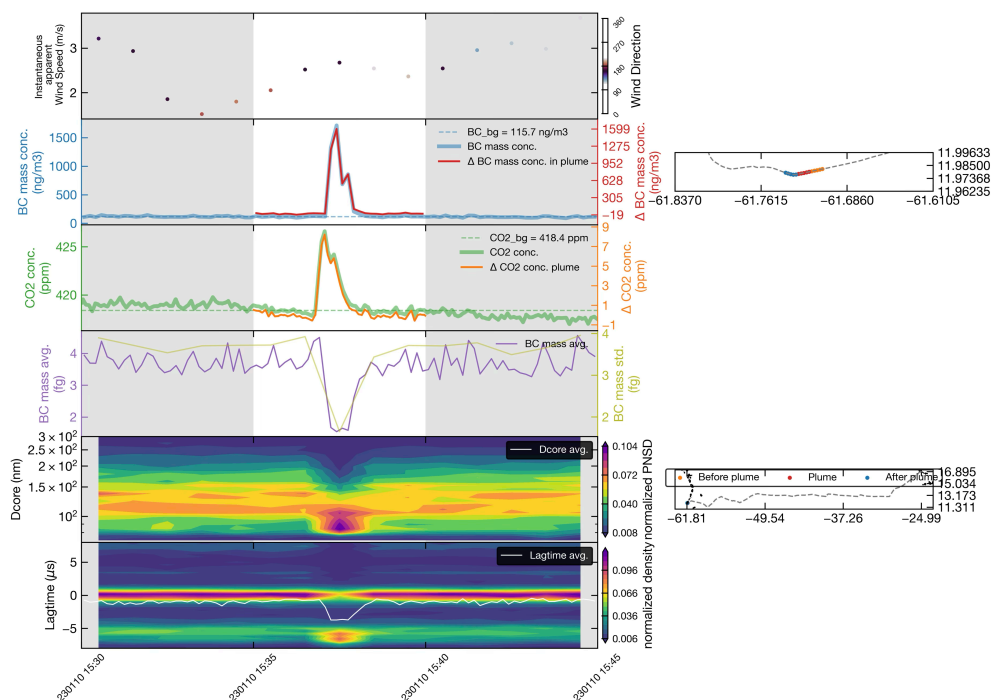 Instantaneous
apparent
Wind Speed (m/s)
3
2
360
270
180
90
0
Wind Direction
BC mass conc.
(ng/m3)
1500
1000
500
0
BC_bg = 115.7 ng/m3
BC mass conc.
Δ BC mass conc. in plume
1599
1275
952
628
305
−19
Δ BC mass conc.
(ng/m3)
11.99633
11.98500
11.97368
11.96235
−61.8370
−61.7615
−61.6860
−61.6105
CO2 conc.
(ppm)
425
420
CO2_bg = 418.4 ppm
CO2 conc.
Δ CO2 conc. plume
9
7
5
3
1
−1
Δ CO2 conc.
(ppm)
BC mass avg.
(fg)
4
3
2
BC mass avg.
4
3
2
BC mass std.
(fg)
Dcore (nm)
3 × 10²
2.5 × 10²
2 × 10²
1.5 × 10²
10²
Dcore avg.
0.104
0.072
0.040
0.008
normalized PNSD
Before plume
Plume
After plume
16.895
15.034
13.173
11.311
−61.81
−49.54
−37.26
−24.99
Lagtime (µs)
5
0
−5
Lagtime avg.
0.096
0.066
0.036
0.006
normalized density
230110 15:30
230110 15:35
230110 15:40
230110 15:45